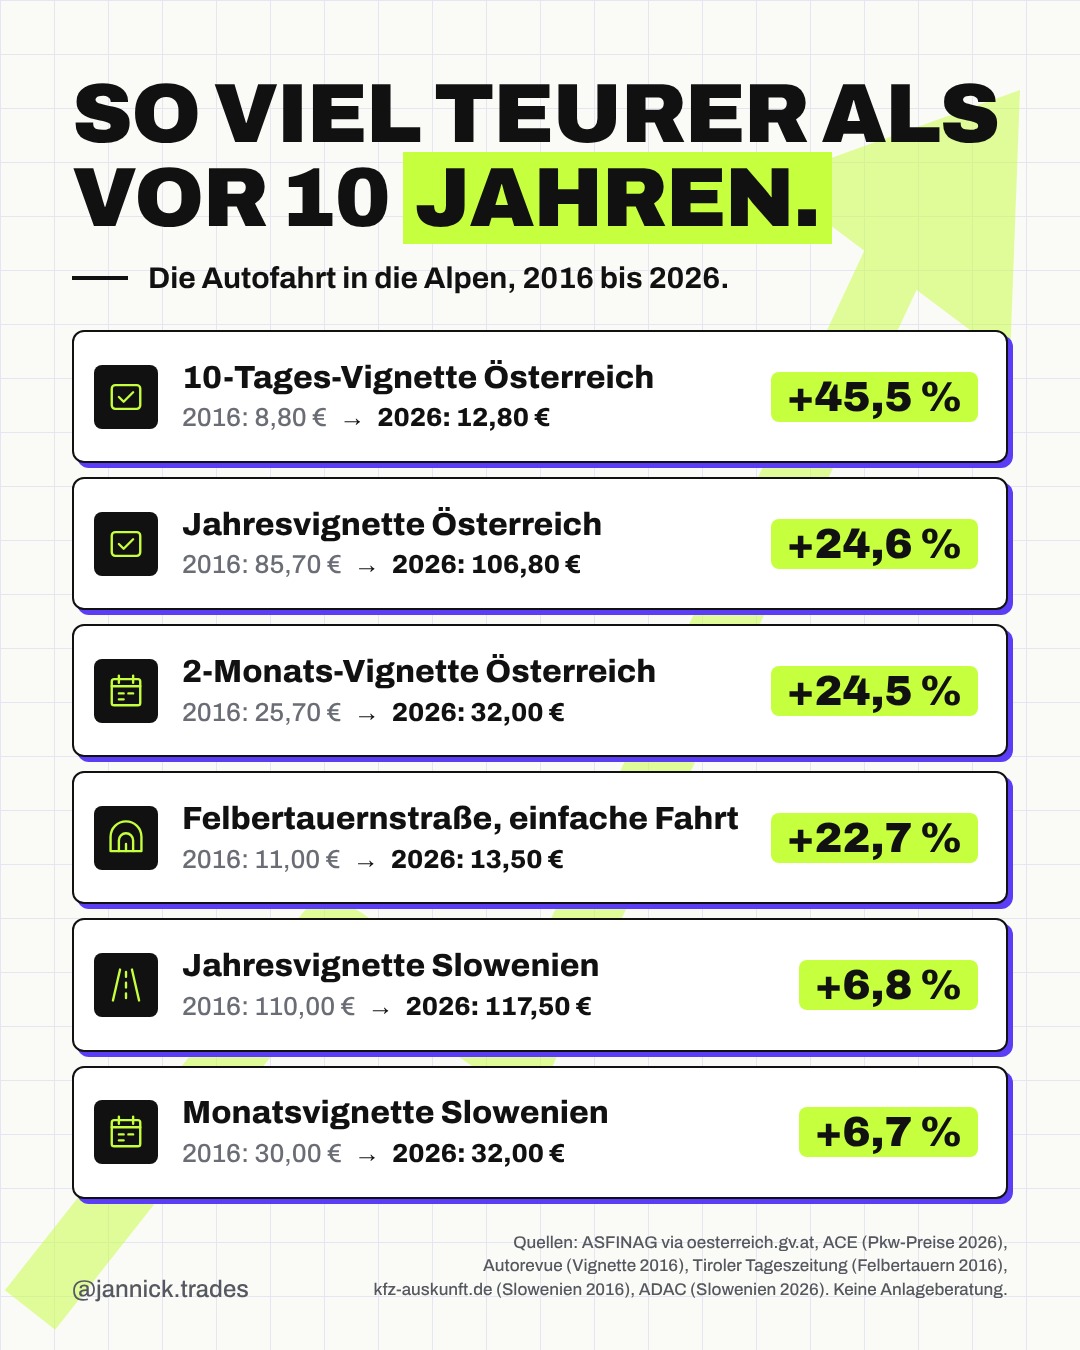 SO VIEL TEURER ALS
VOR 10 JAHREN.
Die Autofahrt in die Alpen, 2016 bis 2026.
10-Tages-Vignette Österreich
2016: 8,80 € → 2026: 12,80 €
+45,5 %
Jahresvignette Österreich
2016: 85,70 € → 2026: 106,80 €
+24,6 %
2-Monats-Vignette Österreich
2016: 25,70 € → 2026: 32,00 €
+24,5 %
Felbertauernstraße, einfache Fahrt
2016: 11,00 € → 2026: 13,50 €
+22,7 %
Jahresvignette Slowenien
2016: 110,00 € → 2026: 117,50 €
+6,8 %
Monatsvignette Slowenien
2016: 30,00 € → 2026: 32,00 €
+6,7 %
Quellen: ASFINAG via oesterreich.gv.at, ACE (Pkw-Preise 2026),
Autorevue (Vignette 2016), Tiroler Tageszeitung (Felbertauern 2016),
kfz-auskunft.de (Slowenien 2016), ADAC (Slowenien 2026). Keine Anlageberatung.
@jannick.trades